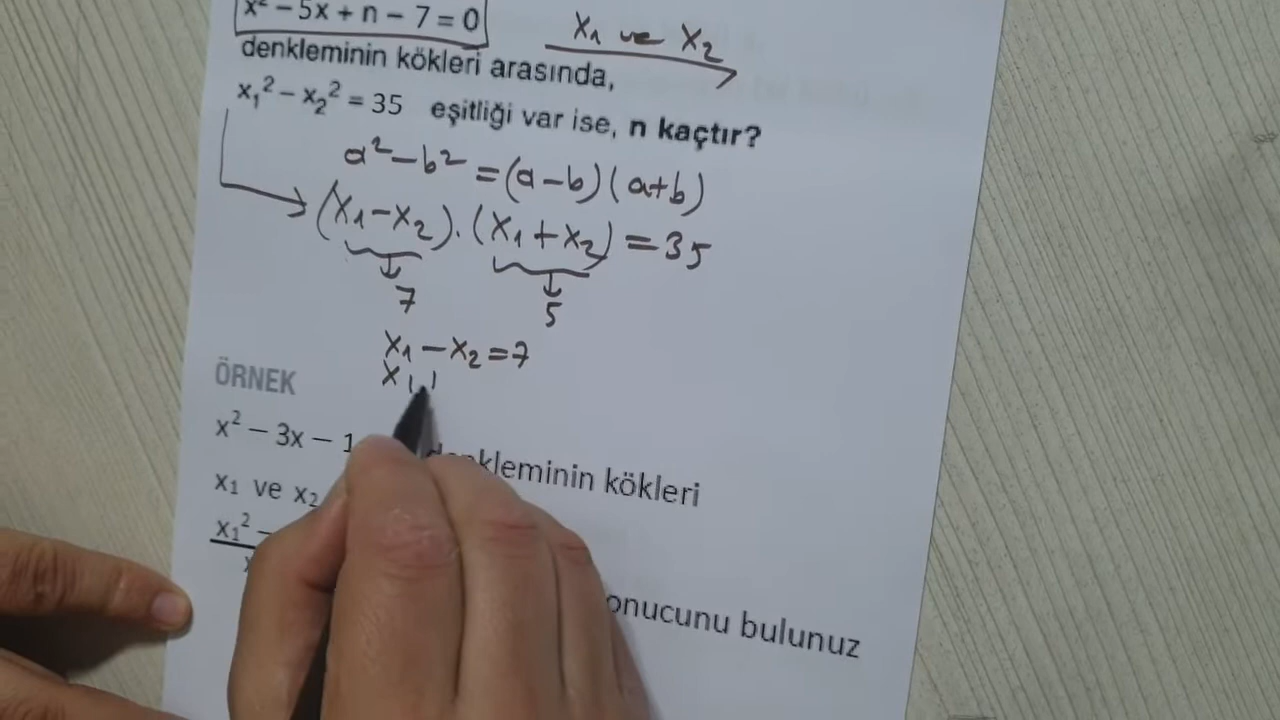 x² – 5x + n – 7 = 0
x₁ ve x₂
denkleminin kökleri arasında,
x₁² – x₂² = 35 eşitliği var ise, n kaçtır?
a² – b² = (a–b) (a+b)
(x₁–x₂) . (x₁+x₂) = 35
7 5
x₁ – x₂ = 7
x₁
ÖRNEK
x² – 3x – 1 denkleminin kökleri
x₁ ve x₂
x₁² –
onucunu bulunuz